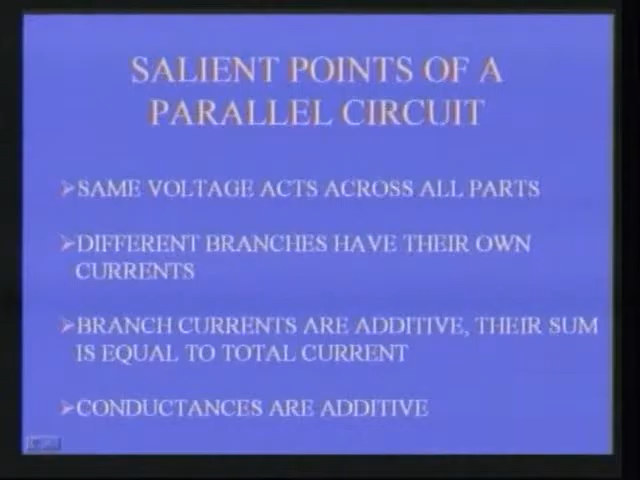 SALIENT POINTS OF A
PARALLEL CIRCUIT
➢SAME VOLTAGE ACTS ACROSS ALL PARTS
➢DIFFERENT BRANCHES HAVE THEIR OWN
CURRENTS
➢BRANCH CURRENTS ARE ADDITIVE, THEIR SUM
IS EQUAL TO TOTAL CURRENT
➢CONDUCTANCES ARE ADDITIVE